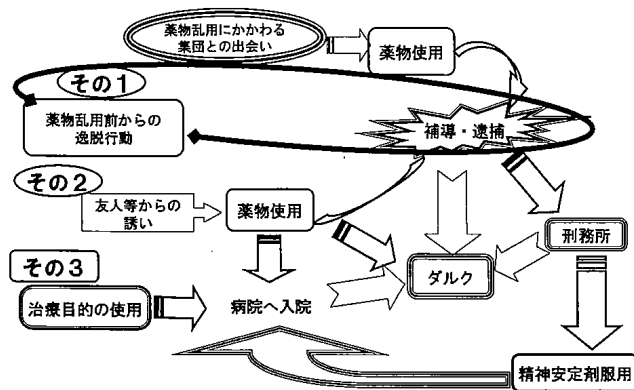 薬物乱用にかかわる
集団との出会い
薬物使用
その１
薬物乱用前からの
逸脱行動
補導・逮捕
その２
友人等からの
誘い
薬物使用
刑務所
ダルク
その３
治療目的の使用
病院へ入院
精神安定剤服用